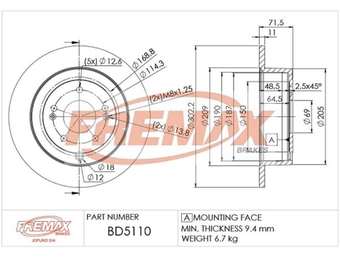 71,5
11
(5x) Ø12,6
Ø168,8
Ø114,3
(2x)M8x1,25
(2x)Ø13,8
Ø18
Ø12
Ø302,2
Ø209
Ø190
Ø187
Ø150
48,5
2,5x45°
64,5
Ø69
Ø205
A
FREMAX
BRAKES
FREMAX
PART NUMBER
BD5110
A MOUNTING FACE
MIN. THICKNESS 9.4 mm
WEIGHT 6.7 kg